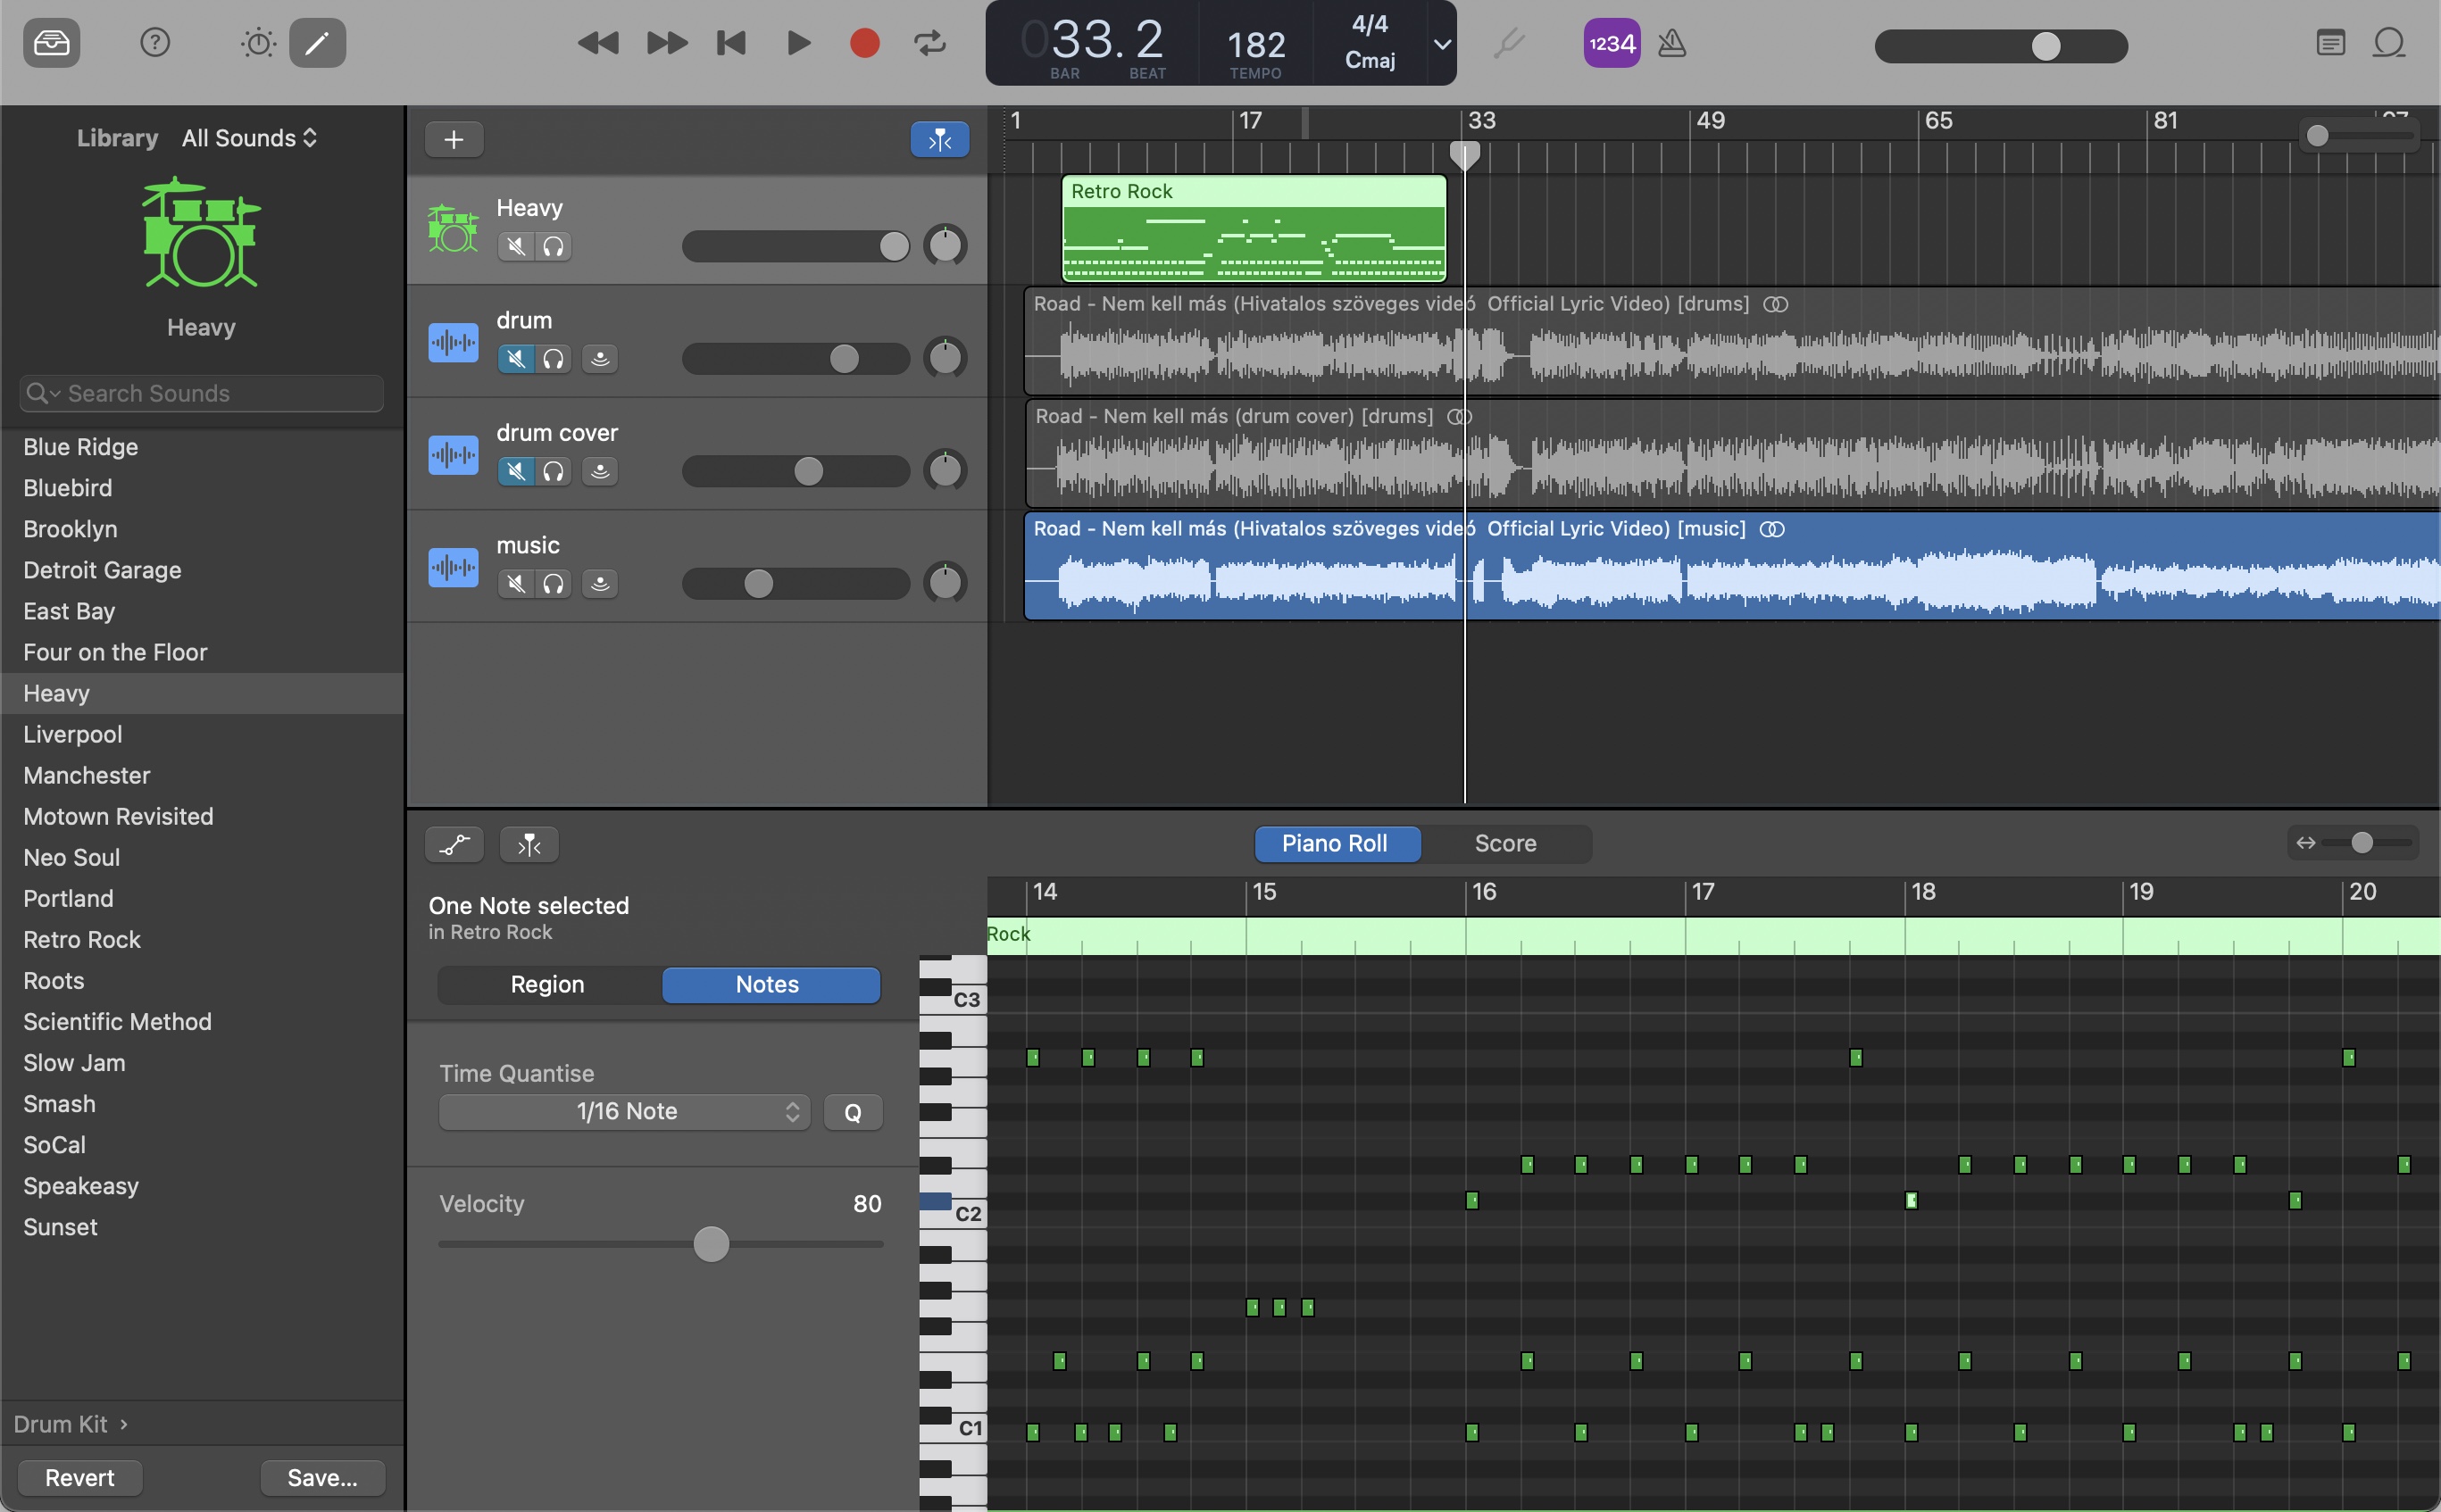 033.2
BAR BEAT
182
TEMPO
4/4
Cmaj
1234
Library All Sounds
Heavy
Search Sounds
Blue Ridge
Bluebird
Brooklyn
Detroit Garage
East Bay
Four on the Floor
Heavy
Liverpool
Manchester
Motown Revisited
Neo Soul
Portland
Retro Rock
Roots
Scientific Method
Slow Jam
Smash
SoCal
Speakeasy
Sunset
Drum Kit ›
Revert Save...
1 17 33 49 65 81 97
Heavy
Retro Rock
drum
Road - Nem kell más (Hivatalos szöveges videó Official Lyric Video) [drums]
drum cover
Road - Nem kell más (drum cover) [drums]
music
Road - Nem kell más (Hivatalos szöveges videó Official Lyric Video) [music]
Piano Roll Score
One Note selected
in Retro Rock
Region Notes
Time Quantise
1/16 Note Q
Velocity 80
14 15 16 17 18 19 20
Rock
C3
C2
C1